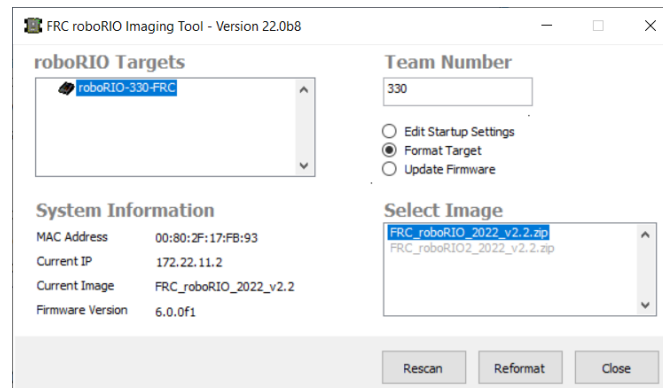 FRC roboRIO Imaging Tool - Version 22.0b8
roboRIO Targets
roboRIO-330-FRC
Team Number
330
Edit Startup Settings
Format Target
Update Firmware
System Information
MAC Address 00:80:2F:17:FB:93
Current IP 172.22.11.2
Current Image FRC_roboRIO_2022_v2.2
Firmware Version 6.0.0f1
Select Image
FRC_roboRIO_2022_v2.2.zip
FRC_roboRIO2_2022_v2.2.zip
Rescan Reformat Close